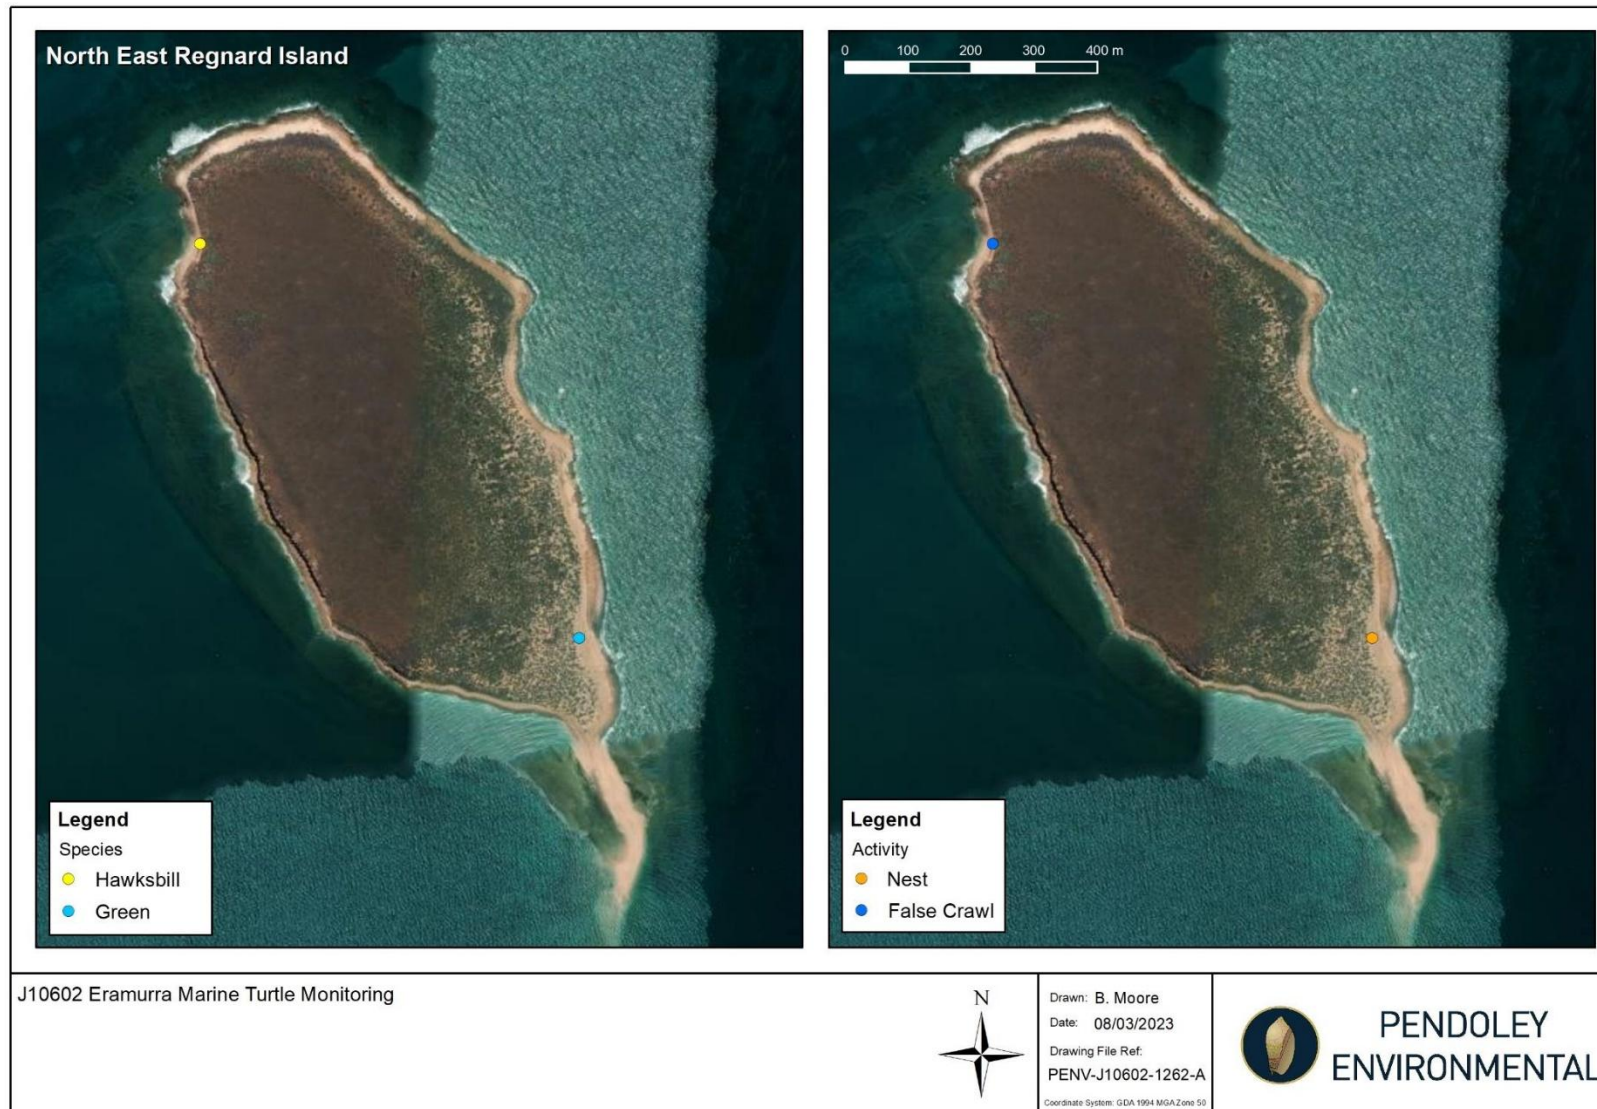 North East Regnard Island
Legend
Species
Hawksbill
Green
0 100 200 300 400 m
Legend
Activity
Nest
False Crawl
J10602 Eramurra Marine Turtle Monitoring
N
Drawn: B. Moore
Date: 08/03/2023
Drawing File Ref:
PENV-J10602-1262-A
Coordinate System: GDA 1994 MGA Zone 50
PENDOLEY
ENVIRONMENTAL